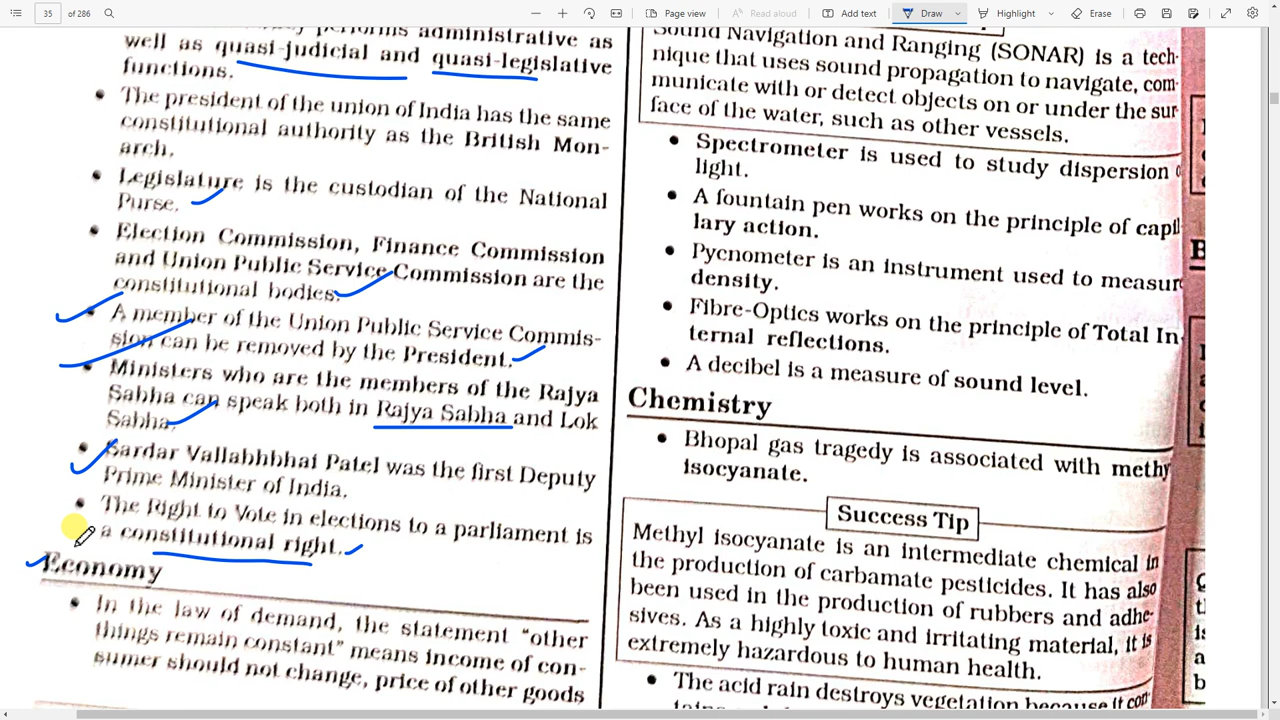 35
of 286
Page view
Read aloud
Add text
Draw
Highlight
Erase
performs administrative as
well as quasi-judicial and quasi-legislative
functions.
The president of the union of India has the same
constitutional authority as the British Mon-
arch.
Legislature is the custodian of the National
Purse.
Election Commission, Finance Commission
and Union Public Service Commission are the
constitutional bodies.
A member of the Union Public Service Commis-
sion can be removed by the President.
Ministers who are the members of the Rajya
Sabha can speak both in Rajya Sabha and Lok
Sabha.
Sardar Vallabhbhai Patel was the first Deputy
Prime Minister of India.
The Right to Vote in elections to a parliament is
a constitutional right.
Economy
In the law of demand, the statement “other
things remain constant” means income of con-
sumer should not change, price of other goods
Sound Navigation and Ranging (SONAR) is a tech-
nique that uses sound propagation to navigate, com-
municate with or detect objects on or under the sur
face of the water, such as other vessels.
Spectrometer is used to study dispersion
light.
A fountain pen works on the principle of capil
lary action.
Pycnometer is an instrument used to measur
density.
Fibre-Optics works on the principle of Total In
ternal reflections.
A decibel is a measure of sound level.
Chemistry
Bhopal gas tragedy is associated with methy
isocyanate.
Success Tip
Methyl isocyanate is an intermediate chemical in
the production of carbamate pesticides. It has also
been used in the production of rubbers and adhe-
sives. As a highly toxic and irritating material, it is
extremely hazardous to human health.
The acid rain destroys vegetation because it con